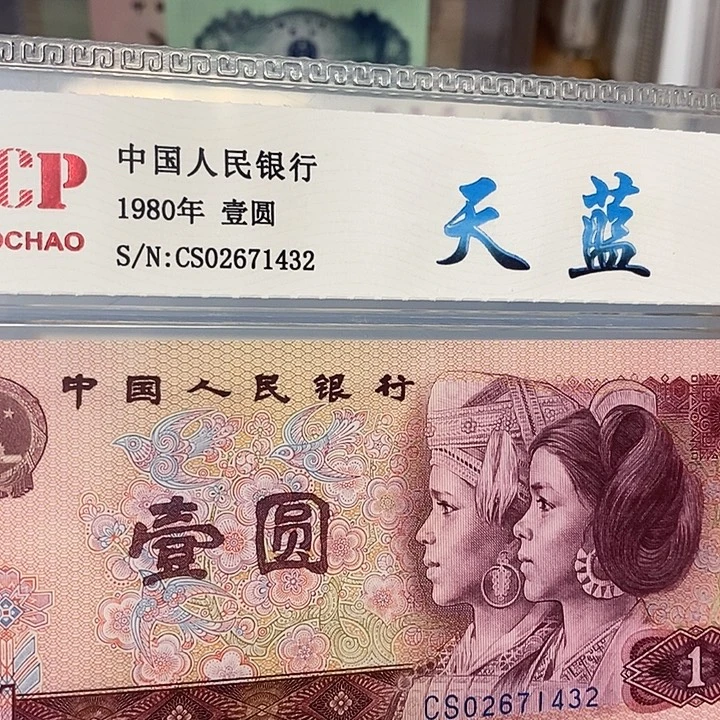 CP
OCHAO
中国人民银行
1980年 壹圆
S/N:CS02671432
天蓝
中国人民银行
壹圆
CS02671432
1